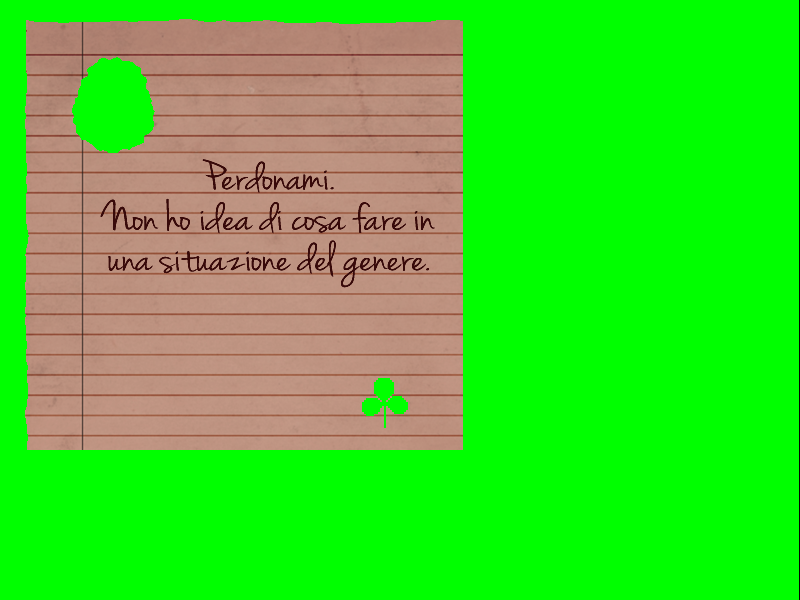 Perdonami.
Non ho idea di cosa fare in
una situazione del genere.